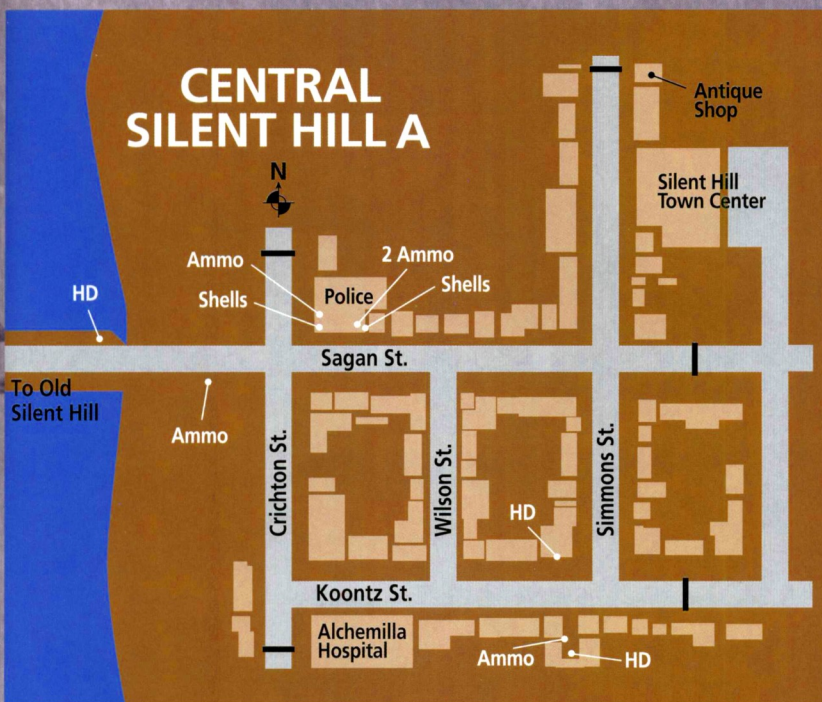 CENTRAL
SILENT HILL A
N
Antique
Shop
Silent Hill
Town Center
Ammo
2 Ammo
Shells
Police
Shells
HD
Sagan St.
To Old
Silent Hill
Ammo
Crichton St.
Wilson St.
Simmons St.
HD
Koontz St.
Alchemilla
Hospital
Ammo
HD